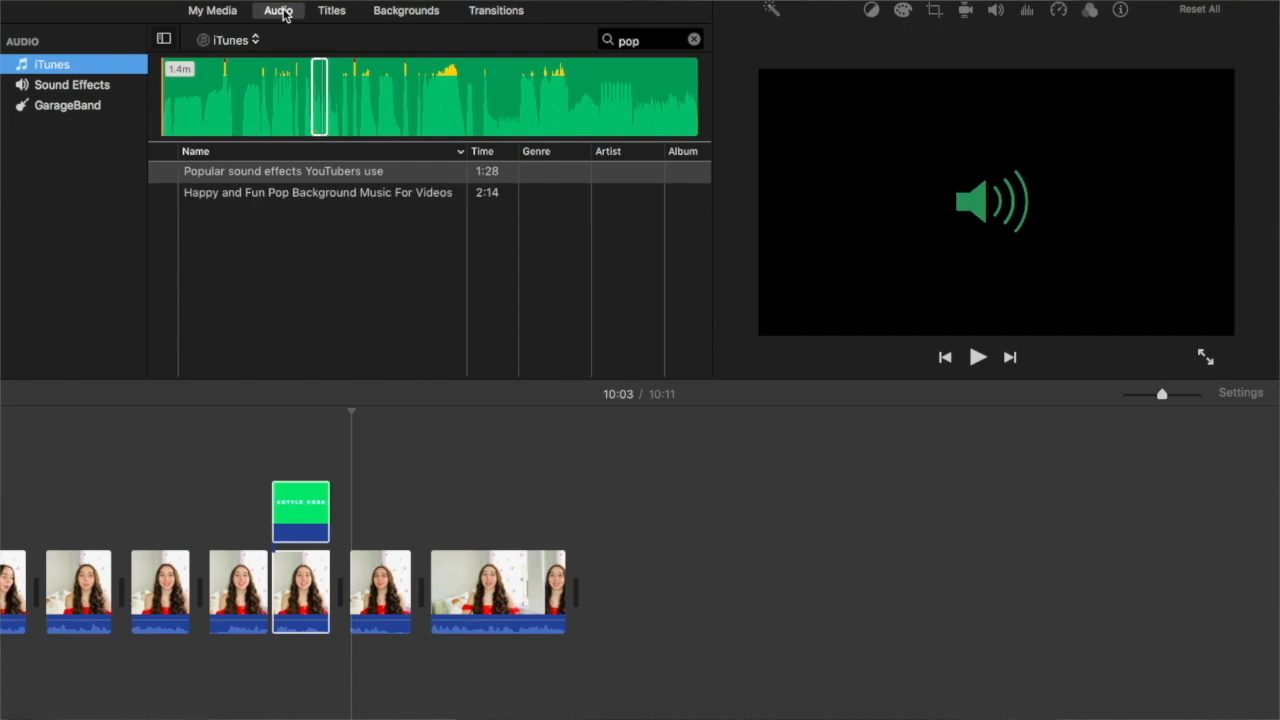 My Media Audio Titles Backgrounds Transitions Reset All
AUDIO
iTunes
Sound Effects
GarageBand
iTunes
pop
1.4m
Name Time Genre Artist Album
Popular sound effects YouTubers use 1:28
Happy and Fun Pop Background Music For Videos 2:14
10:03 / 10:11
Settings